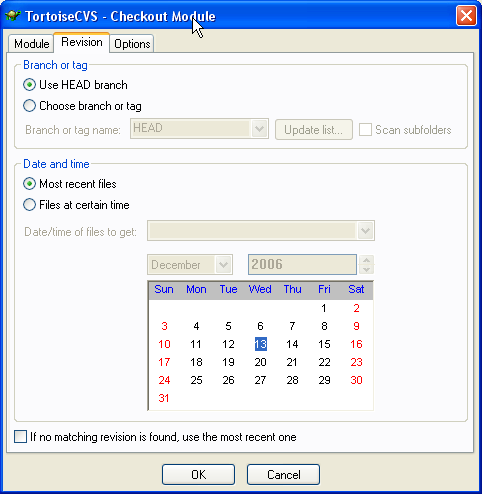 TortoiseCVS - Checkout Module
Module Revision Options
Branch or tag
Use HEAD branch
Choose branch or tag
Branch or tag name: HEAD Update list... Scan subfolders
Date and time
Most recent files
Files at certain time
Date/time of files to get:
December 2006
Sun Mon Tue Wed Thu Fri Sat
1 2
3 4 5 6 7 8 9
10 11 12 13 14 15 16
17 18 19 20 21 22 23
24 25 26 27 28 29 30
31
If no matching revision is found, use the most recent one
OK Cancel